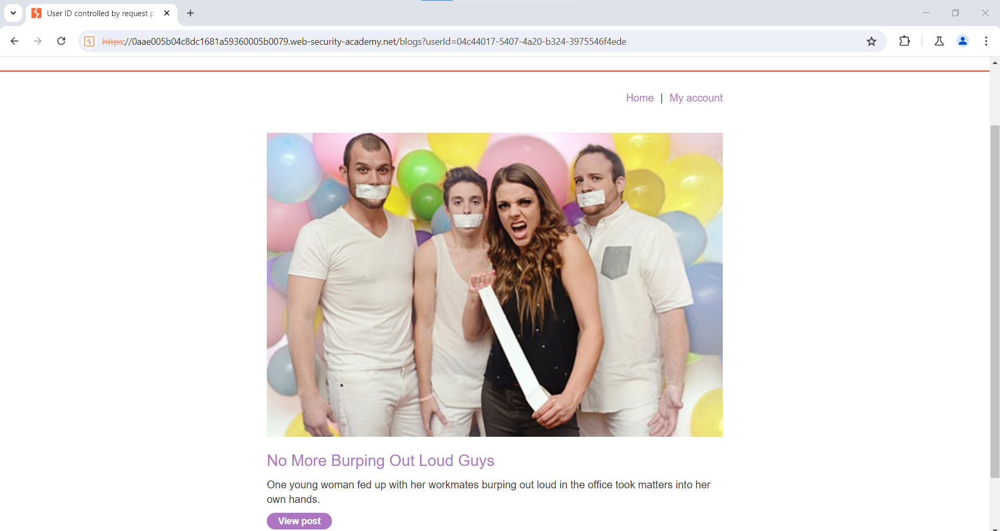 User ID controlled by request p
https://0aae005b04c8dc1681a59360005b0079.web-security-academy.net/blogs?userId=04c44017-5407-4a20-b324-3975546f4ede
Home | My account
No More Burping Out Loud Guys
One young woman fed up with her workmates burping out loud in the office took matters into her
own hands.
View post